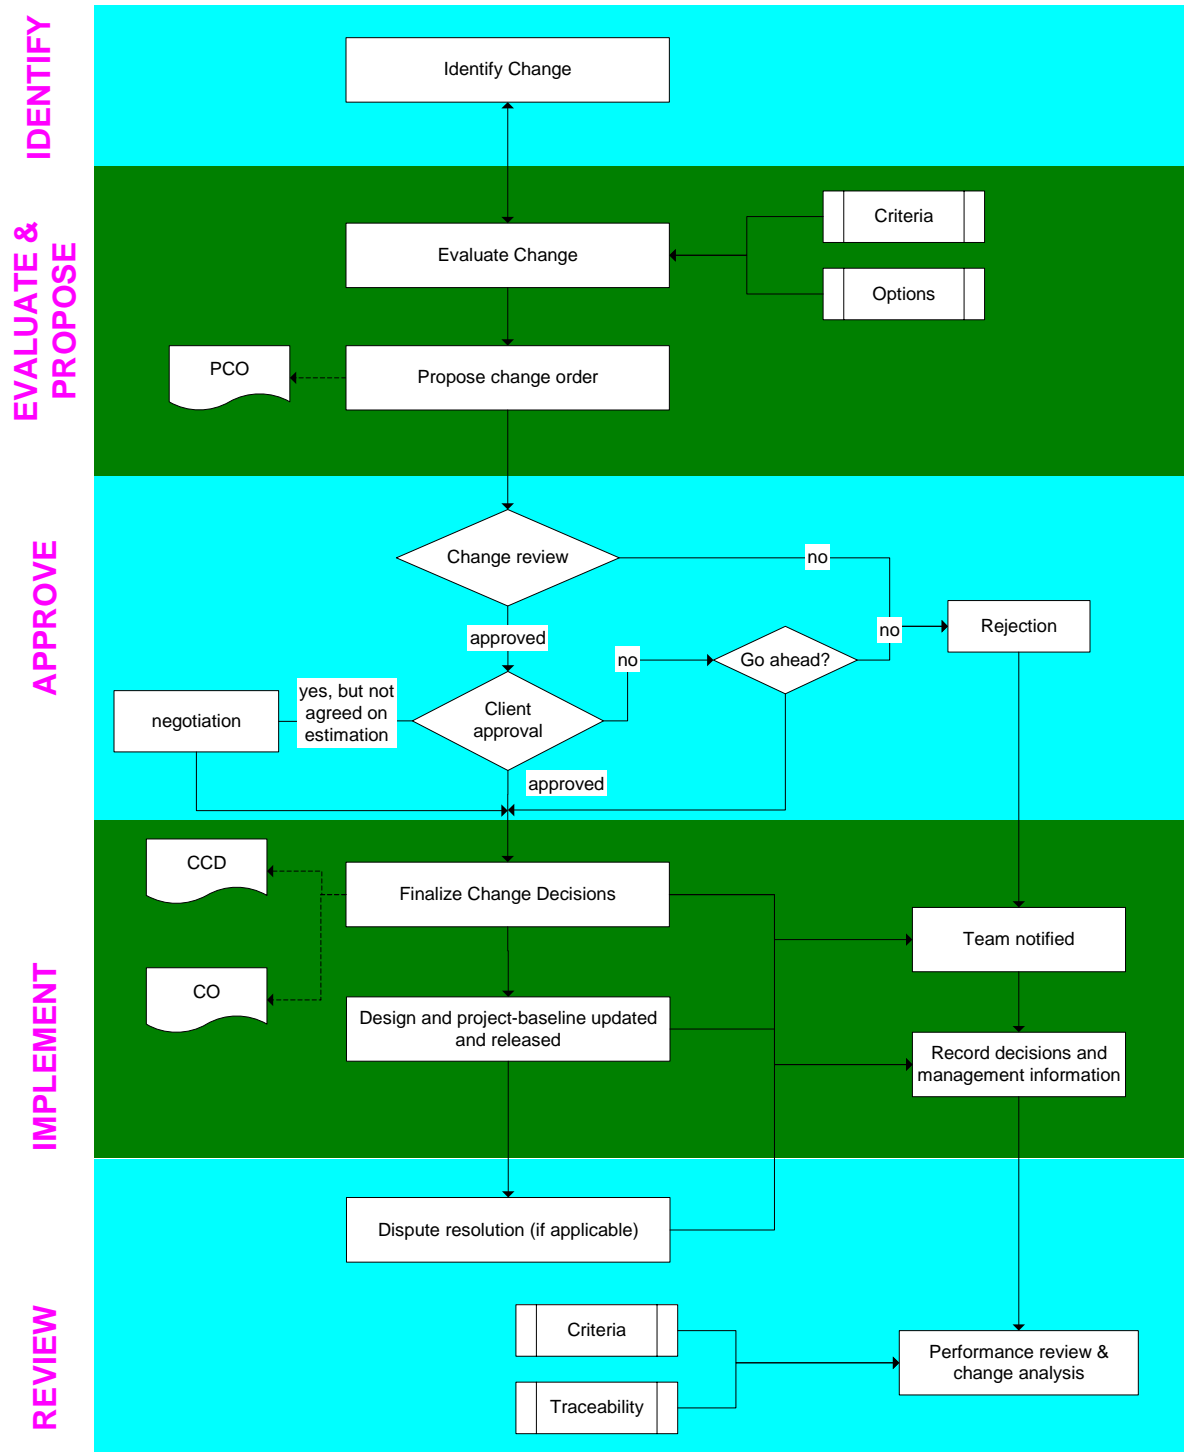 IDENTIFY
Identify Change
EVALUATE &
PROPOSE
Criteria
Evaluate Change
Options
PCO
Propose change order
APPROVE
Change review
no
approved
no
Rejection
no
Go ahead?
yes, but not
agreed on
estimation
negotiation
Client
approval
approved
IMPLEMENT
CCD
Finalize Change Decisions
Team notified
CO
Design and project-baseline updated
and released
Record decisions and
management information
REVIEW
Dispute resolution (if applicable)
Criteria
Performance review &
change analysis
Traceability